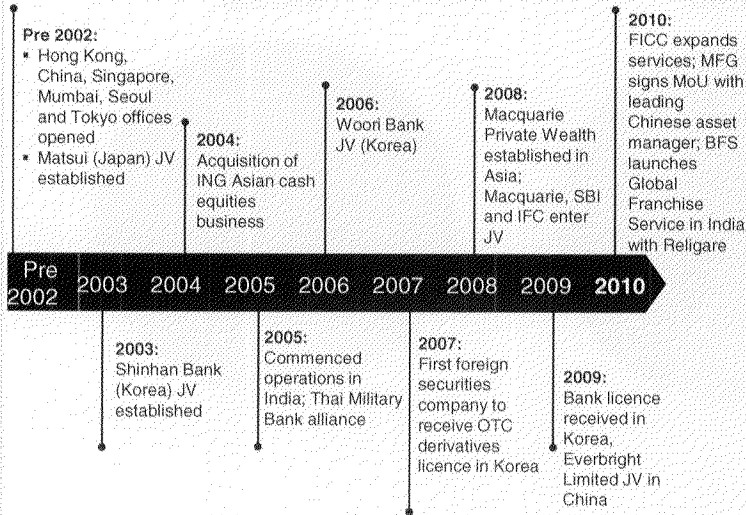 Pre 2002:
▪ Hong Kong,
China, Singapore,
Mumbai, Seoul
and Tokyo offices
opened
▪ Matsui (Japan) JV
established
2004:
Acquisition of
ING Asian cash
equities
business
2006:
Woori Bank
JV (Korea)
2008:
Macquarie
Private Wealth
established in
Asia;
Macquarie, SBI
and IFC enter
JV
2010:
FICC expands
services; MFG
signs MoU with
leading
Chinese asset
manager; BFS
launches
Global
Franchise
Service in India
with Religare
Pre
2002
2003 2004 2005 2006 2007 2008 2009 2010
2003:
Shinhan Bank
(Korea) JV
established
2005:
Commenced
operations in
India; Thai Military
Bank alliance
2007:
First foreign
securities
company to
receive OTC
derivatives
licence in Korea
2009:
Bank licence
received in
Korea,
Everbright
Limited JV in
China